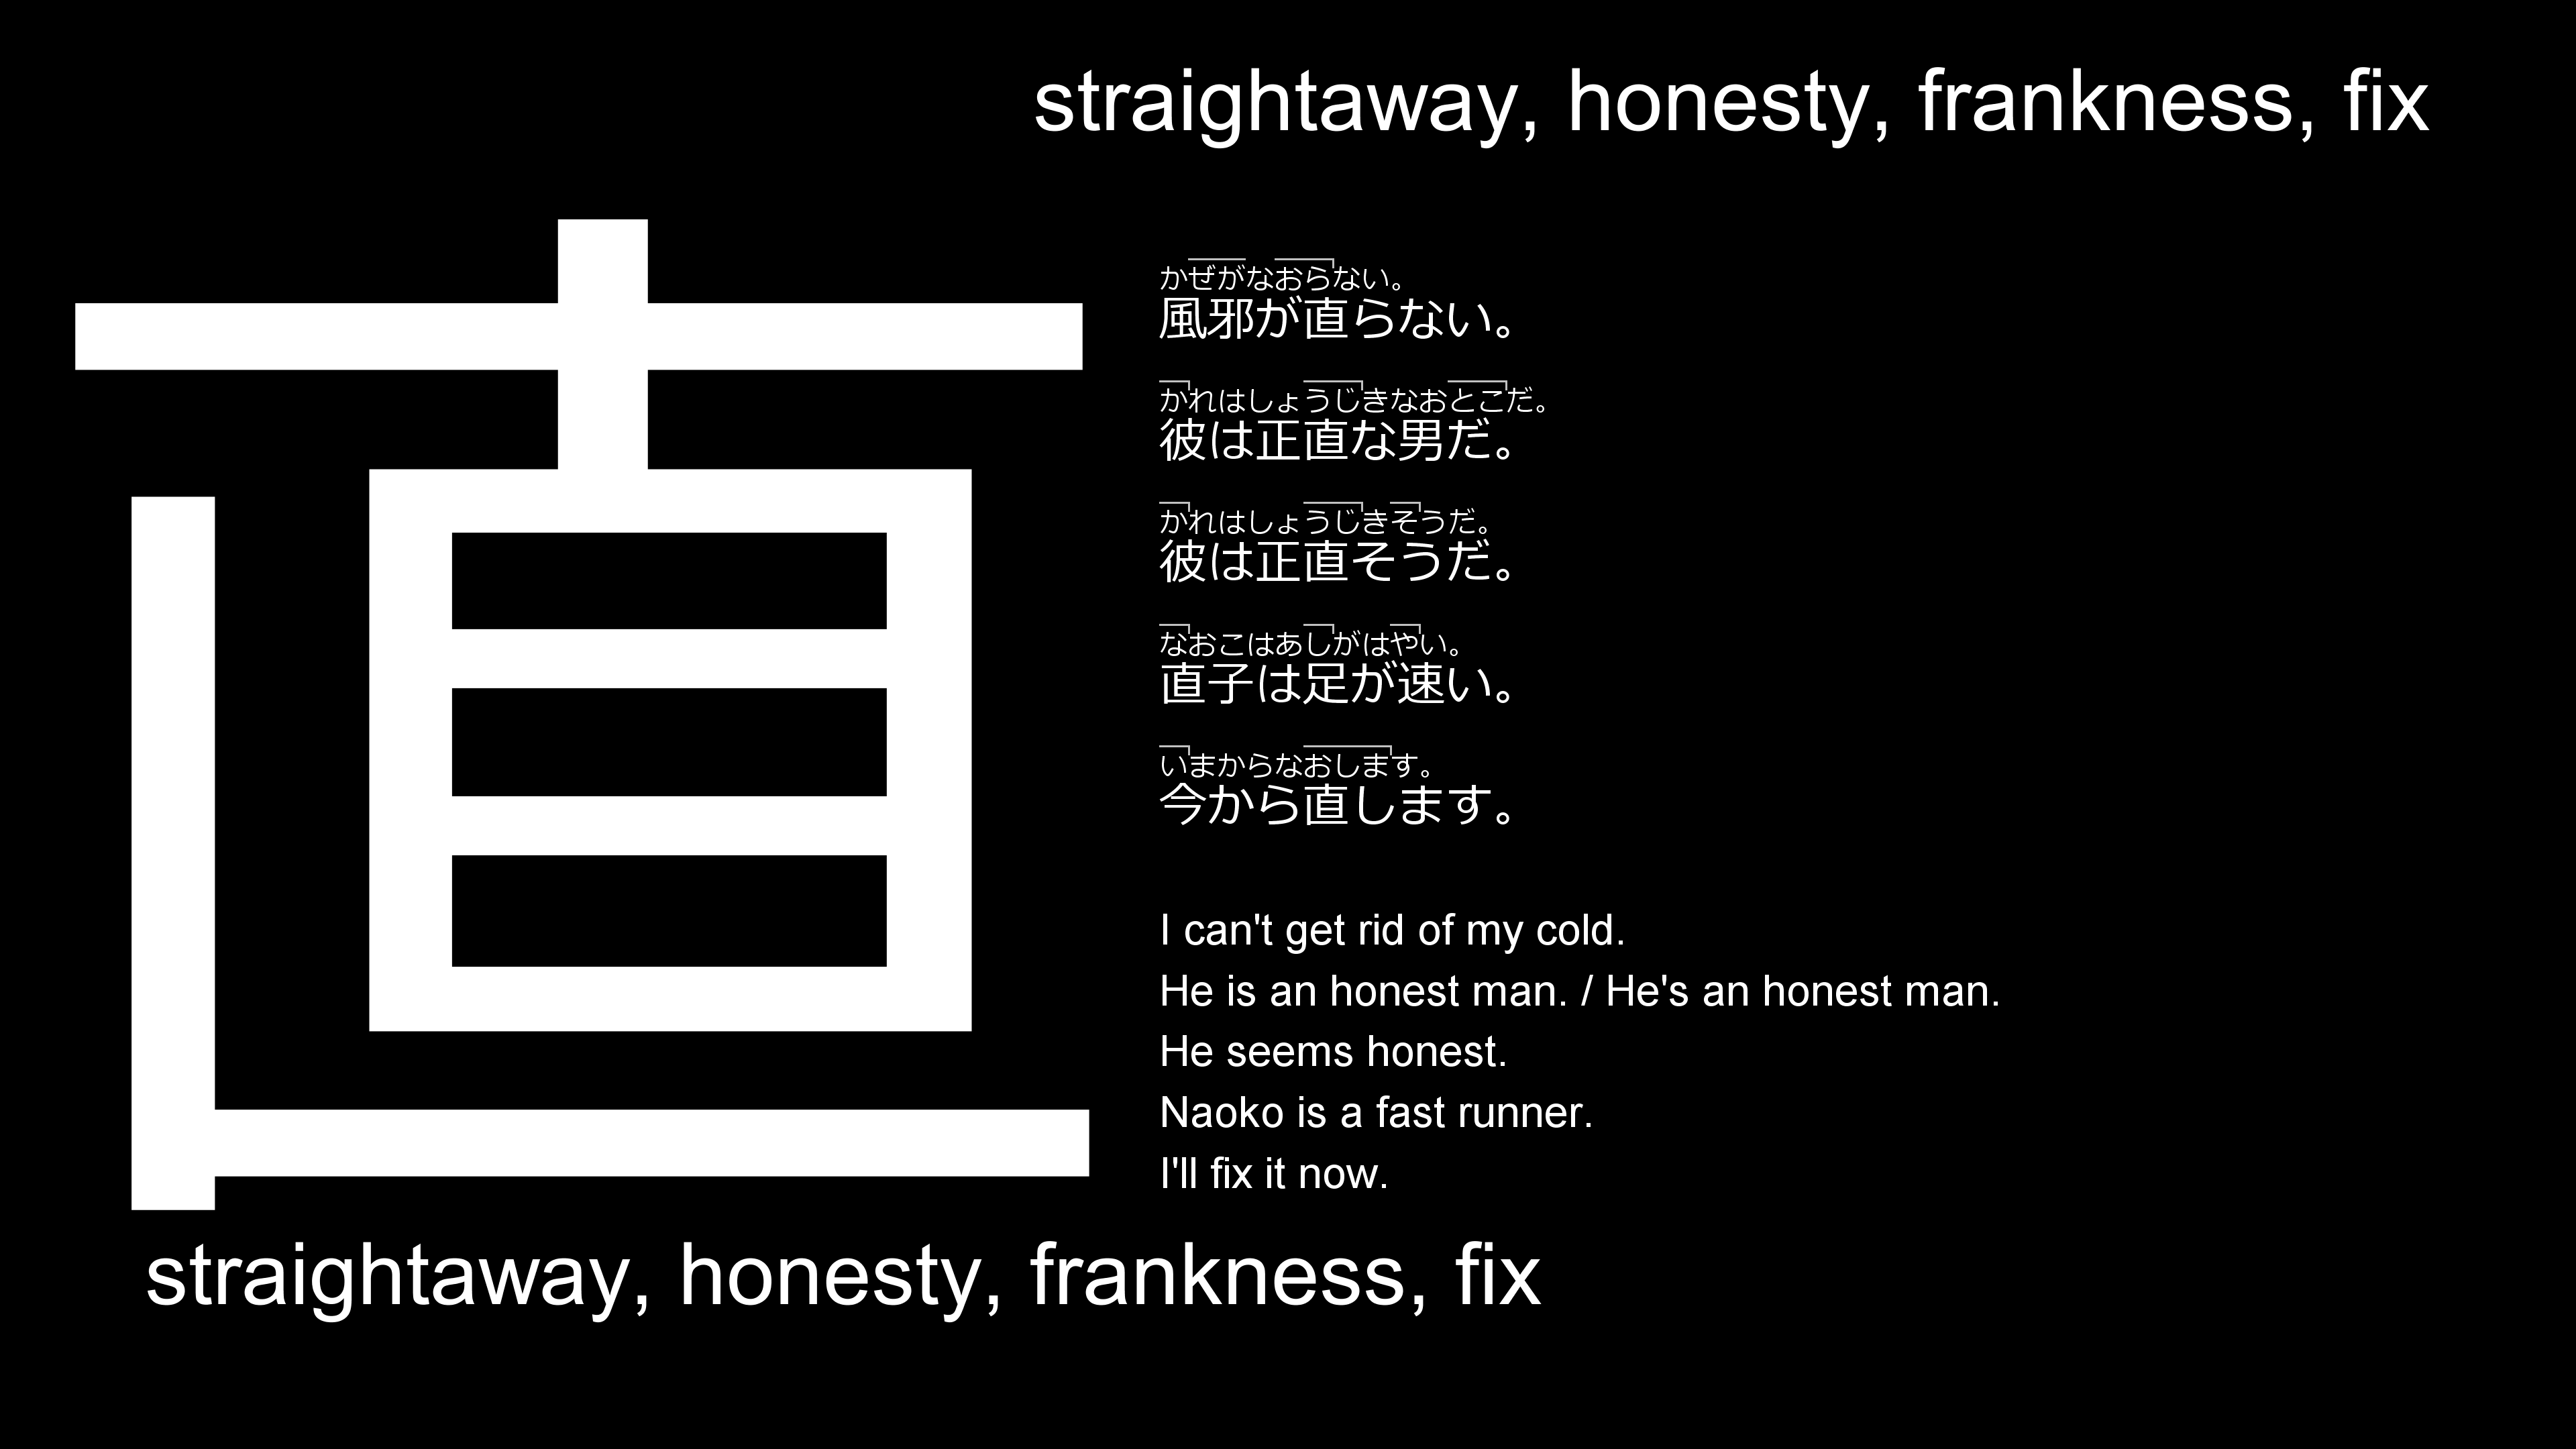 straightaway, honesty, frankness, fix
直
かぜがなおらない。
風邪が直らない。
かれはしょうじきなおとこだ。
彼は正直な男だ。
かれはしょうじきそうだ。
彼は正直そうだ。
なおこはあしがはやい。
直子は足が速い。
いまからなおします。
今から直します。
I can't get rid of my cold.
He is an honest man. / He's an honest man.
He seems honest.
Naoko is a fast runner.
I'll fix it now.
straightaway, honesty, frankness, fix